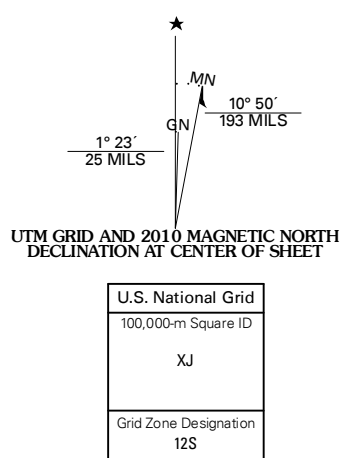 MN
GN
10° 50´
193 MILS
1° 23´
25 MILS
UTM GRID AND 2010 MAGNETIC NORTH
DECLINATION AT CENTER OF SHEET
U.S. National Grid
100,000-m Square ID
XJ
Grid Zone Designation
12S